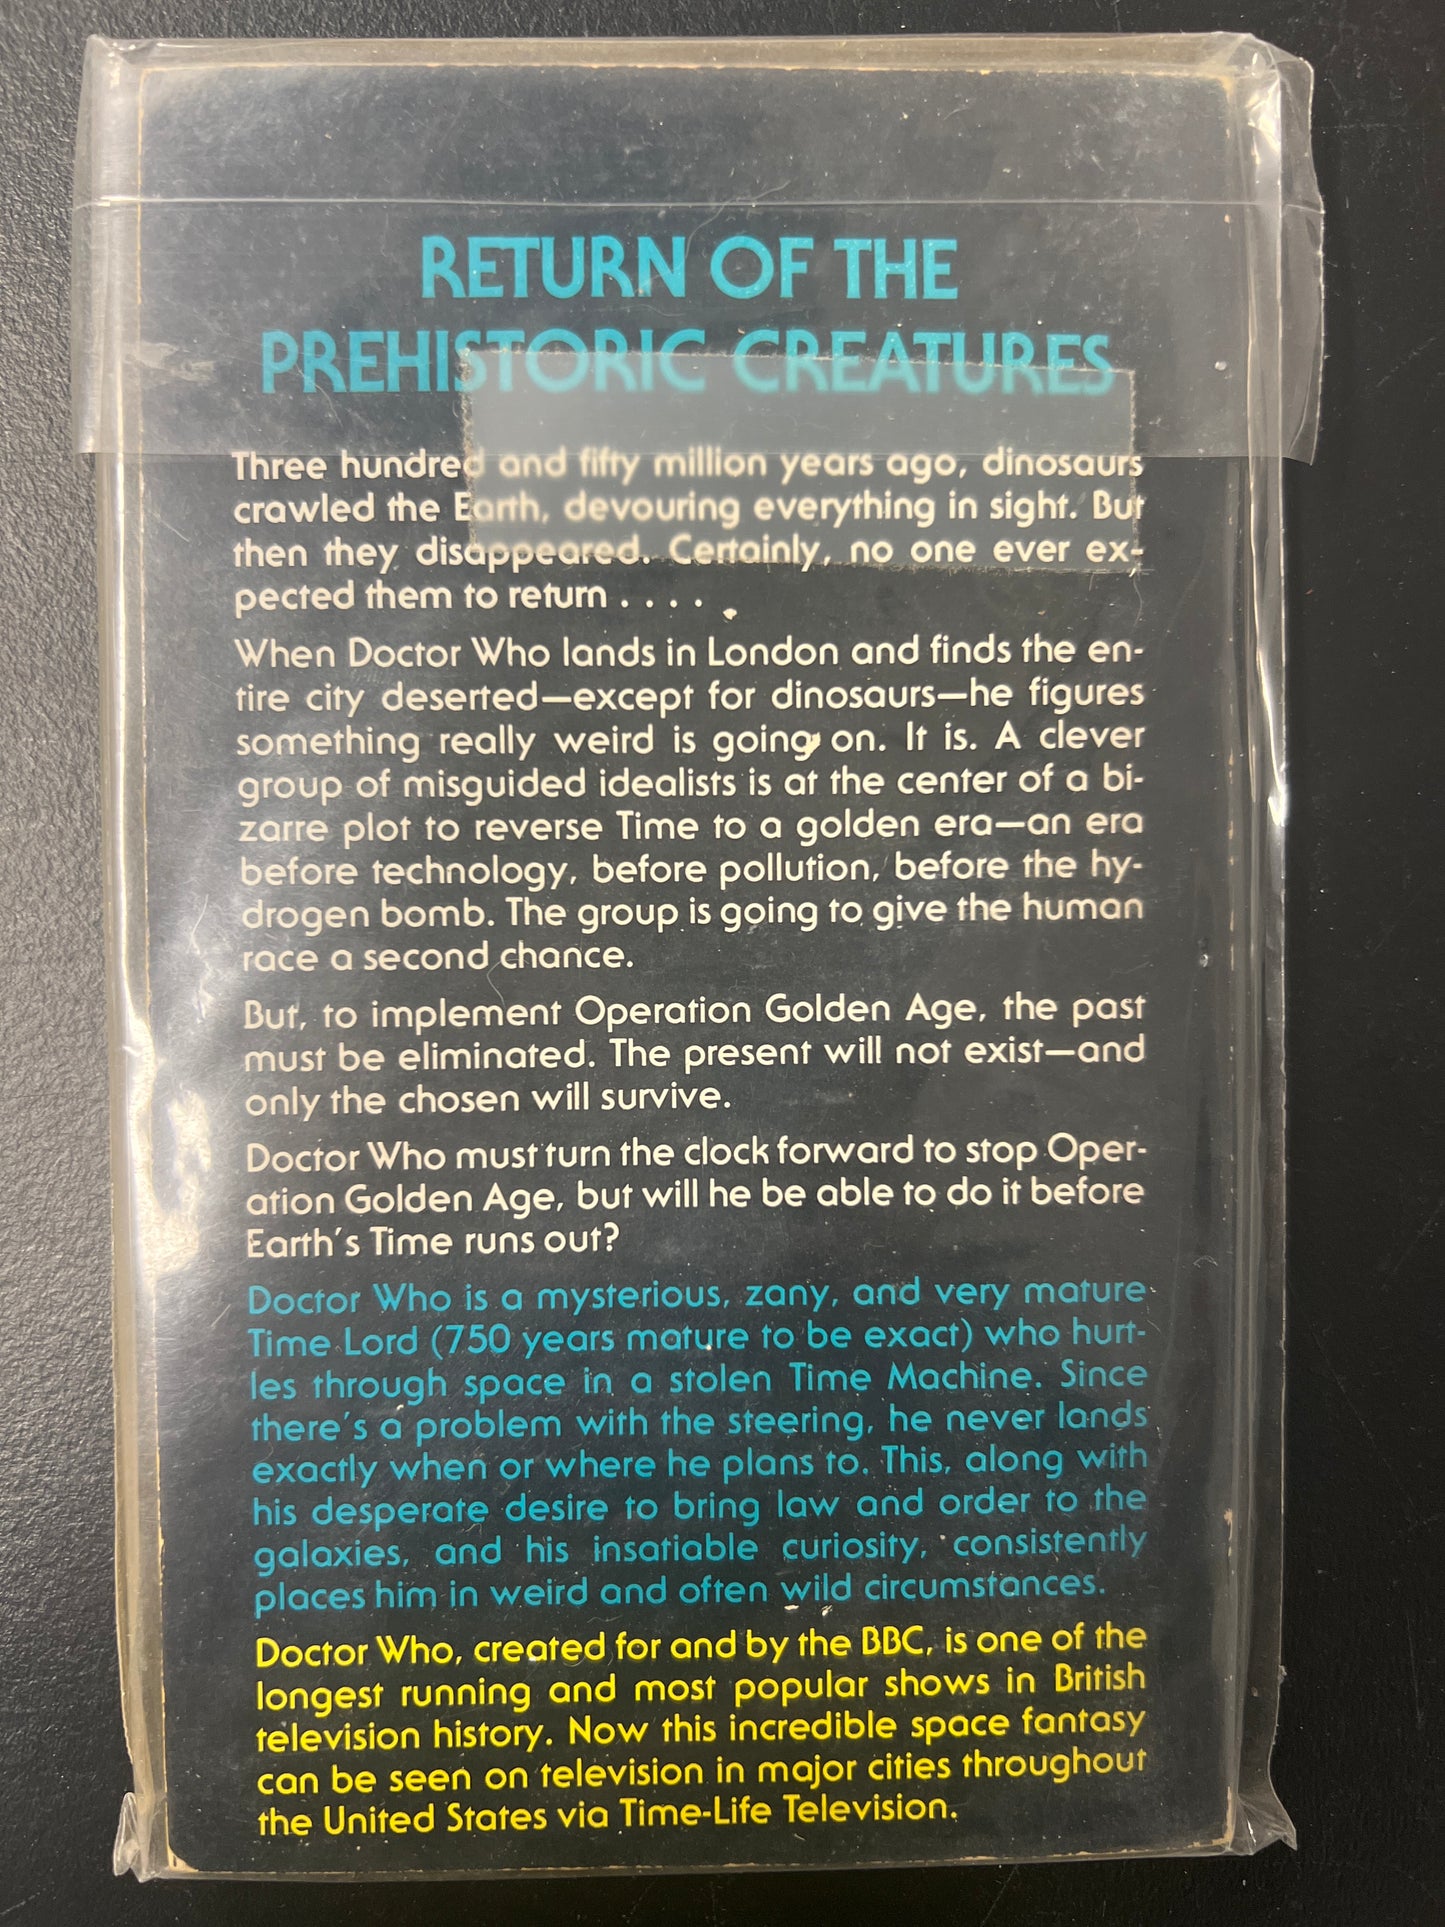 RETURN OF THE
PREHISTORIC CREATURES
Three hundred and fifty million years ago, dinosaurs
crawled the Earth, devouring everything in sight. But
then they disappeared. Certainly, no one ever ex-
pected them to return . . . .
When Doctor Who lands in London and finds the en-
tire city deserted—except for dinosaurs—he figures
something really weird is going on. It is. A clever
group of misguided idealists is at the center of a bi-
zarre plot to reverse Time to a golden era—an era
before technology, before pollution, before the hy-
drogen bomb. The group is going to give the human
race a second chance.
But, to implement Operation Golden Age, the past
must be eliminated. The present will not exist—and
only the chosen will survive.
Doctor Who must turn the clock forward to stop Oper-
ation Golden Age, but will he be able to do it before
Earth's Time runs out?
Doctor Who is a mysterious, zany, and very mature
Time Lord (750 years mature to be exact) who hurt-
les through space in a stolen Time Machine. Since
there's a problem with the steering, he never lands
exactly when or where he plans to. This, along with
his desperate desire to bring law and order to the
galaxies, and his insatiable curiosity, consistently
places him in weird and often wild circumstances.
Doctor Who, created for and by the BBC, is one of the
longest running and most popular shows in British
television history. Now this incredible space fantasy
can be seen on television in major cities throughout
the United States via Time-Life Television.